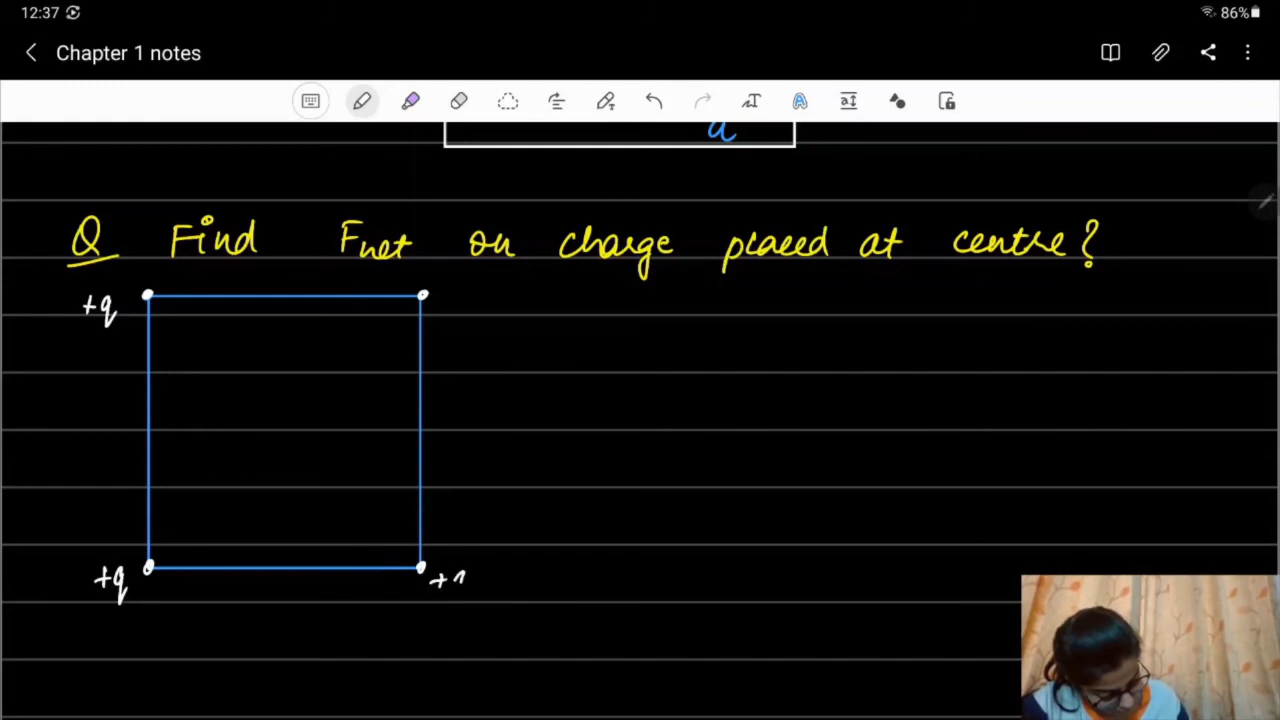 12:37
86%
Chapter 1 notes
a
Q Find Fnet on charge placed at centre?
+q
+q
+